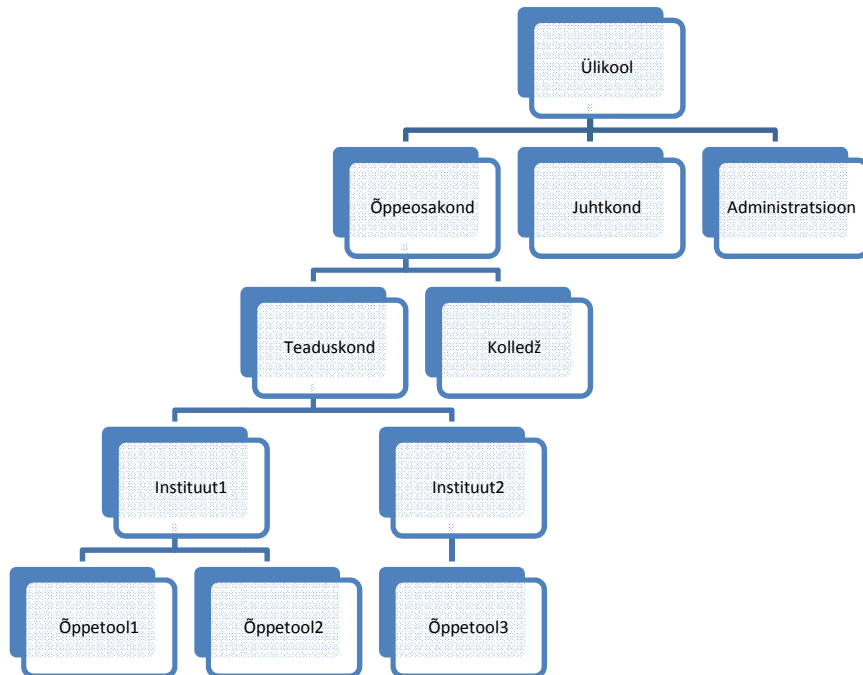 Ülikool
Õppeosakond
Juhtkond
Administratsioon
Teaduskond
Kolledž
Instituut1
Instituut2
Õppetool1
Õppetool2
Õppetool3